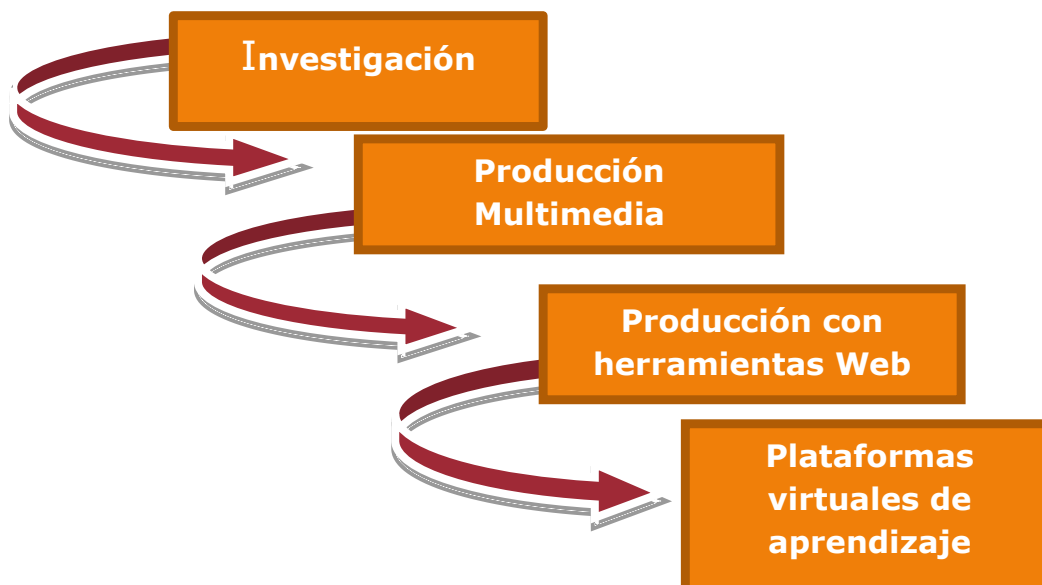 Investigación
Producción
Multimedia
Producción con
herramientas Web
Plataformas
virtuales de
aprendizaje